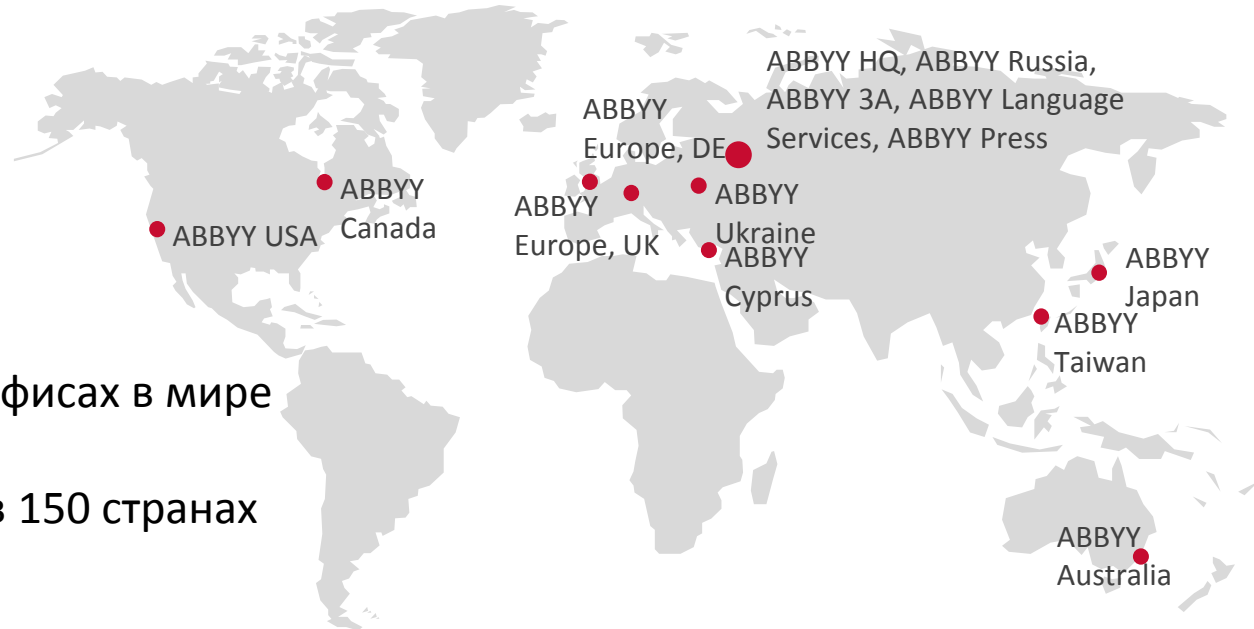 ABBYY HQ, ABBYY Russia,
ABBYY 3A, ABBYY Language
Services, ABBYY Press
ABBYY
Europe, DE
ABBYY
Canada
ABBYY USA
ABBYY
Europe, UK
ABBYY
Ukraine
ABBYY
Cyprus
ABBYY
Japan
ABBYY
Taiwan
в мире
150 странах
ABBYY
Australia